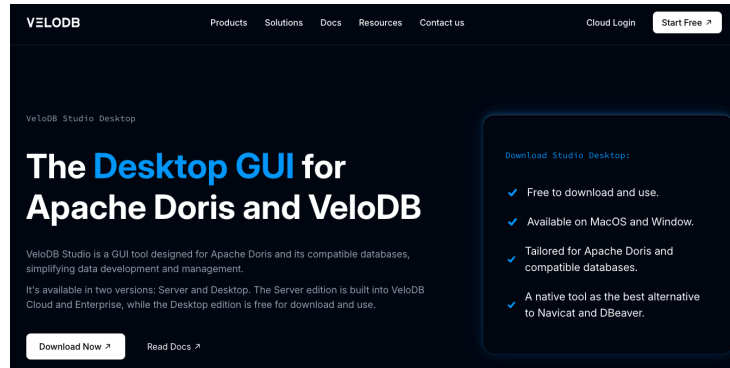 VELODB
Products Solutions Docs Resources Contact us
Cloud Login
Start Free ↗
VeloDB Studio Desktop
The Desktop GUI for
Apache Doris and VeloDB
VeloDB Studio is a GUI tool designed for Apache Doris and its compatible databases,
simplifying data development and management.
It's available in two versions: Server and Desktop. The Server edition is built into VeloDB
Cloud and Enterprise, while the Desktop edition is free for download and use.
Download Now ↗
Read Docs ↗
Download Studio Desktop:
Free to download and use.
Available on MacOS and Window.
Tailored for Apache Doris and
compatible databases.
A native tool as the best alternative
to Navicat and DBeaver.